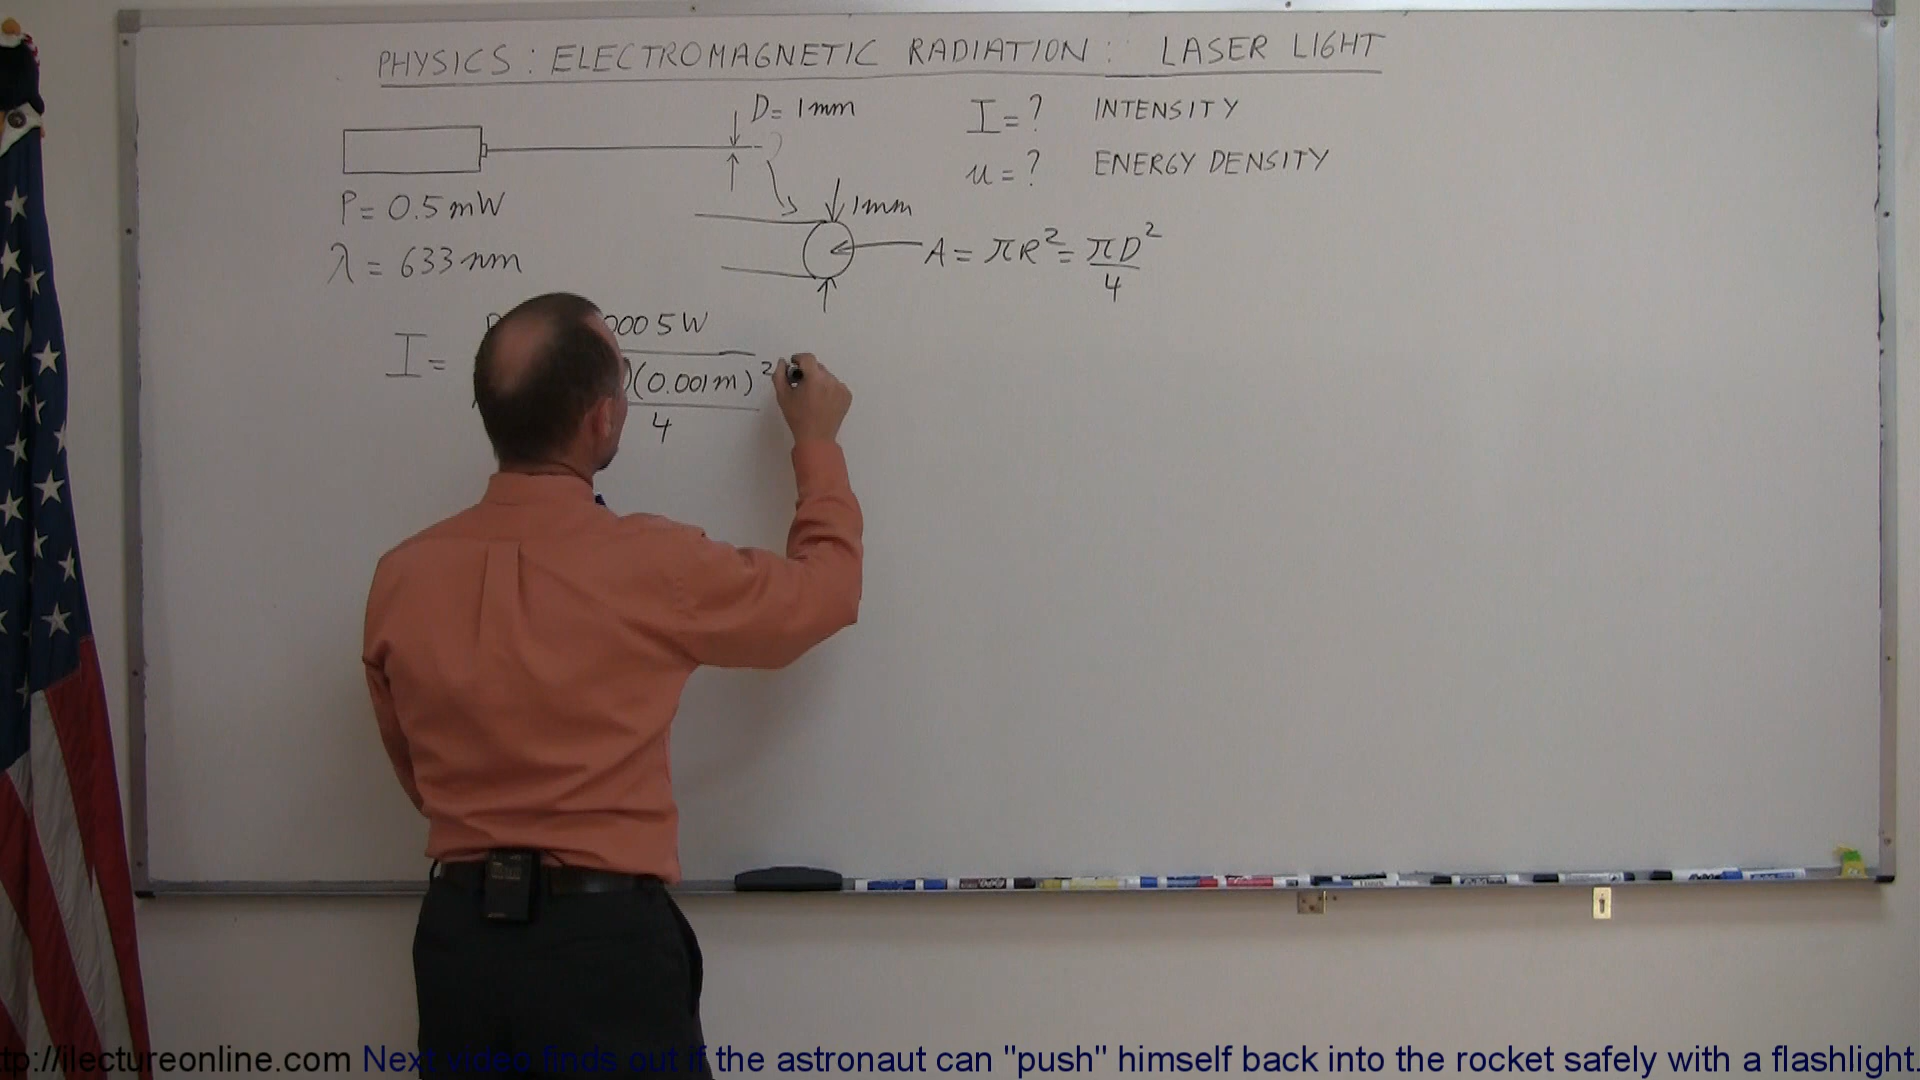 PHYSICS : ELECTROMAGNETIC RADIATION : LASER LIGHT
D = 1mm
I = ? INTENSITY
u = ? ENERGY DENSITY
P = 0.5 mW
1mm
λ = 633 nm
A = πR² = πD²/4
I =
0005W
)(0.001m)²
4
tp://ilectureonline.com Next video finds out if the astronaut can "push" himself back into the rocket safely with a flashlight.